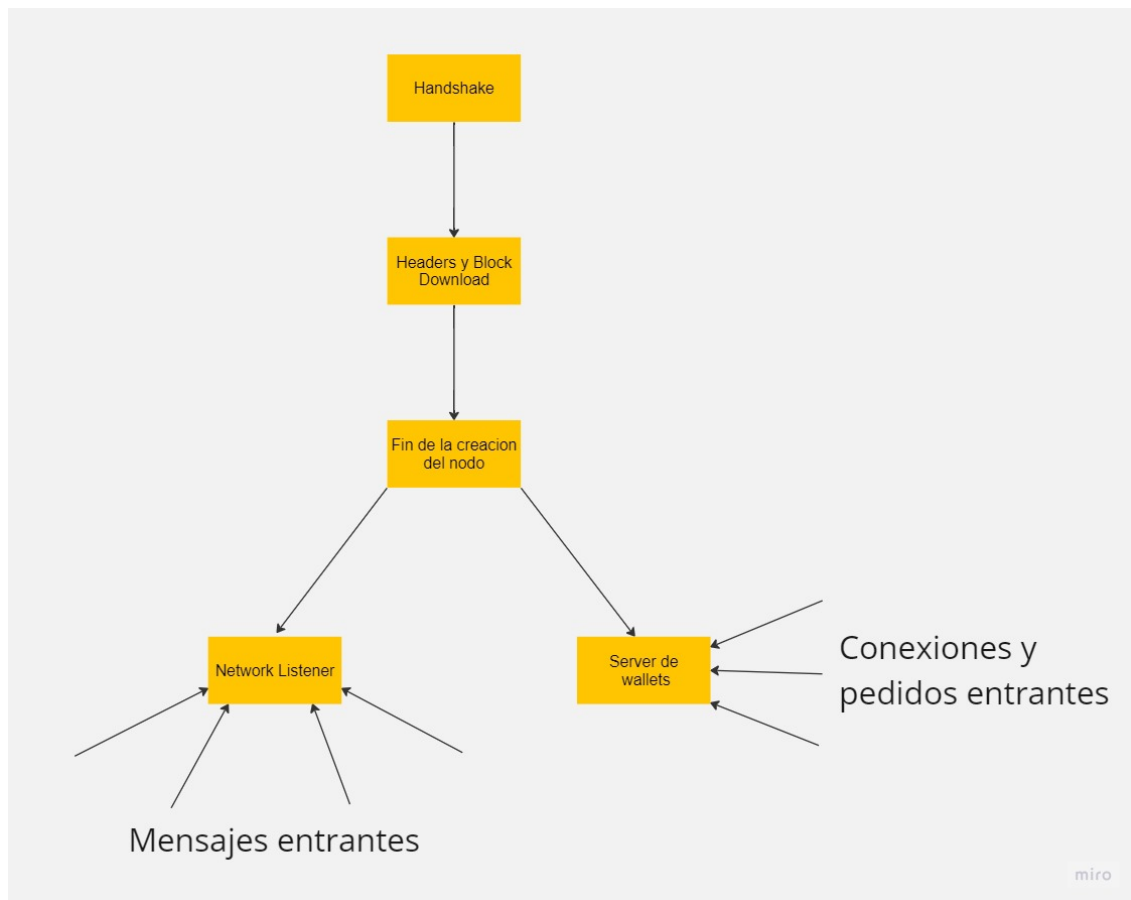 Handshake
Headers y Block
Download
Fin de la creacion
del nodo
Network Listener
Server de
wallets
Conexiones y
pedidos entrantes
Mensajes entrantes
miro